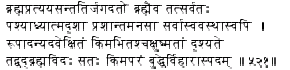 ब्रह्मप्रत्ययसन्ततिर्जगदतो ब्रह्मैव तत्सर्वतः
पश्याध्यात्मदृशा प्रशान्तमनसा सर्वास्ववस्थास्वपि ।
रूपादन्यदवेक्षितं किमभितश्चक्षुष्मतां दृश्यते
तद्वद्ब्रह्मविदः सतः किमपरं बुद्धेर्विहारास्पदम् ॥ ५२१॥